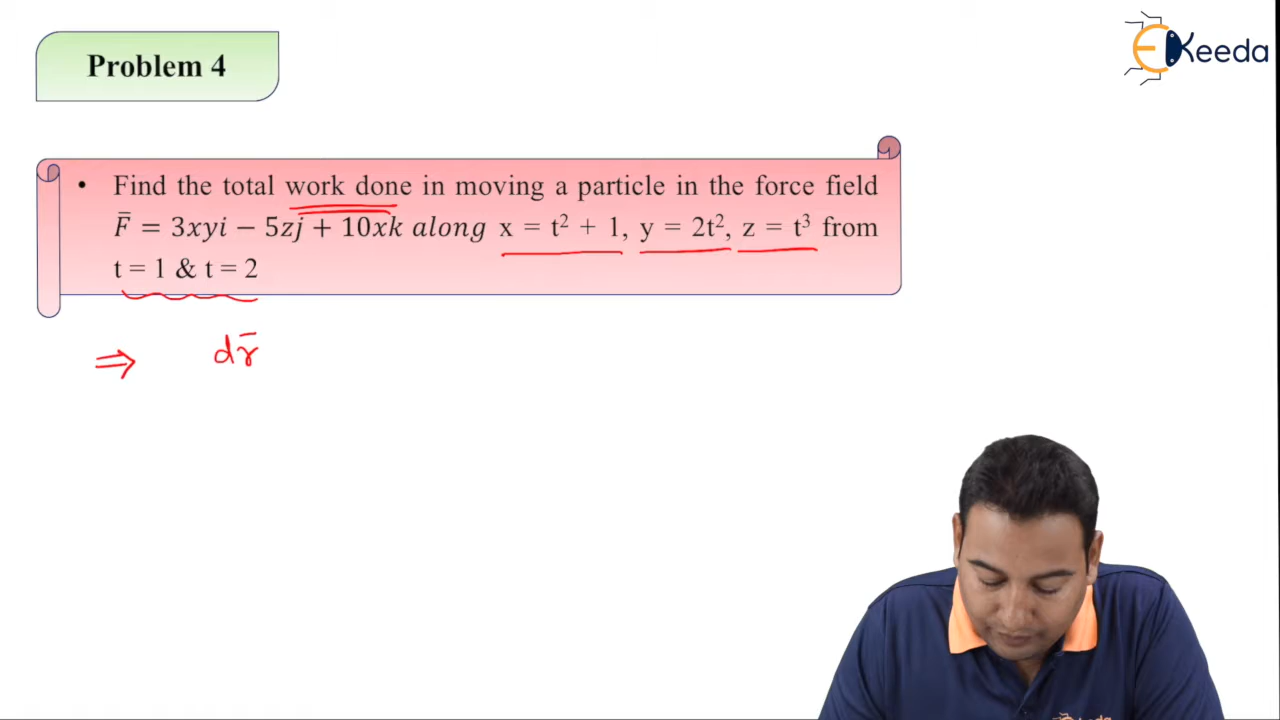 Problem 4
EKeeda
• Find the total work done in moving a particle in the force field
F̄ = 3xyi − 5zj + 10xk along x = t² + 1, y = 2t², z = t³ from
t = 1 & t = 2
⇒ dr̄